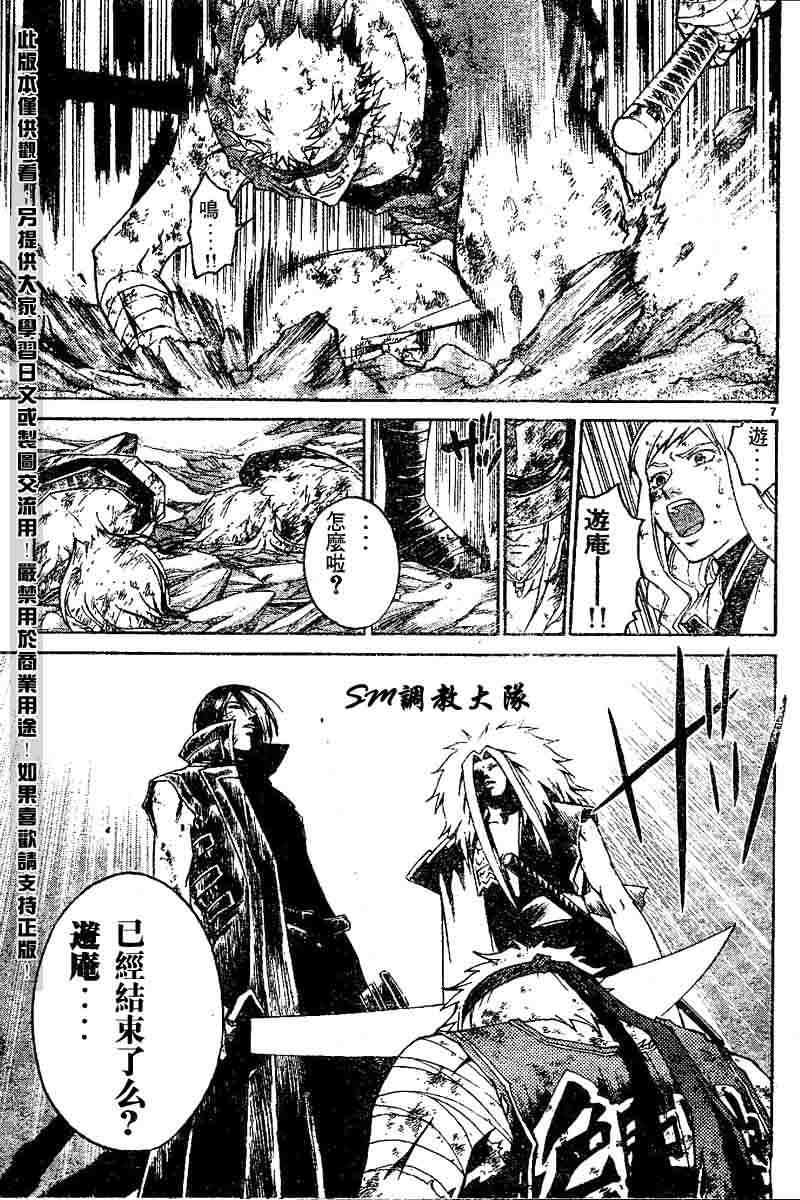 此版本僅供觀看！另提供大家學習日文或製圖交流用！嚴禁用於商業用途！如果喜歡請支持正版！
鳴‥‥!!
7
遊‥‥
遊庵──!!
‥‥
怎麼啦？
SM調教大隊
已經結束了么？
遊庵‥‥